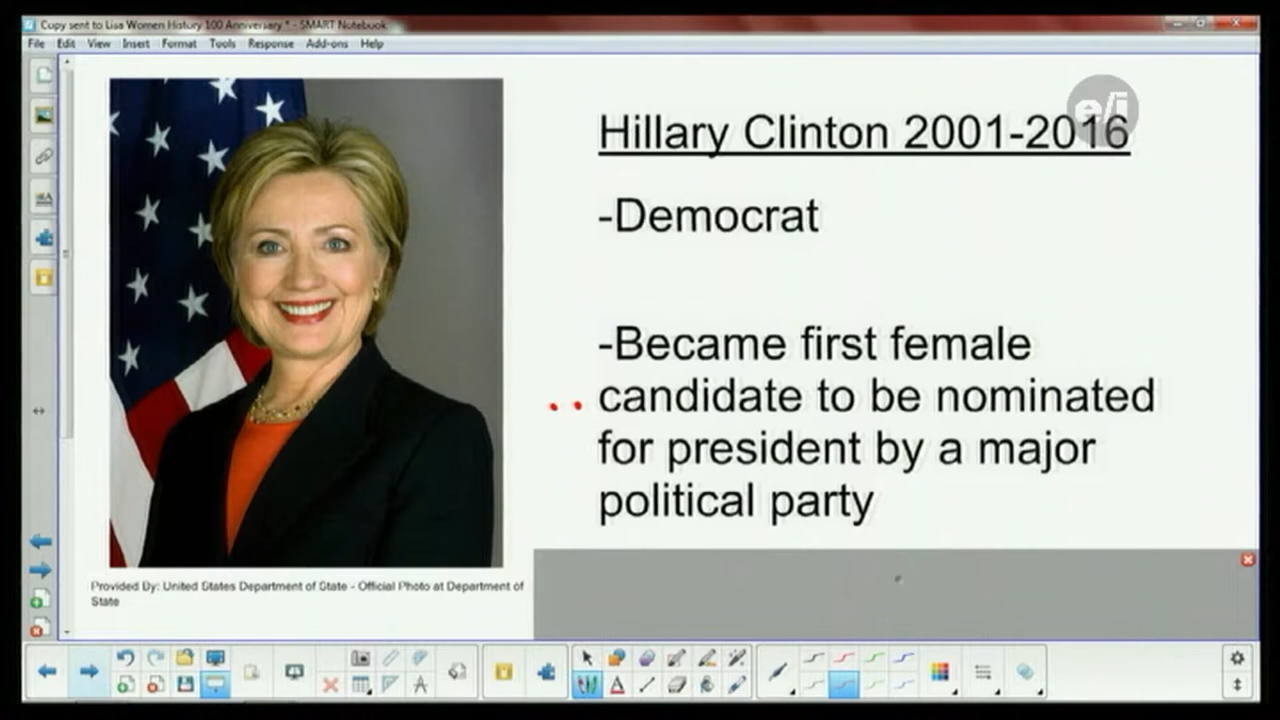 Copy sent to Lisa Women History 100 Anniversary * - SMART Notebook
File Edit View Insert Format Tools Response Add-ons Help
e/i
Hillary Clinton 2001-2016
-Democrat
-Became first female
candidate to be nominated
for president by a major
political party
Provided By: United States Department of State - Official Photo at Department of
State